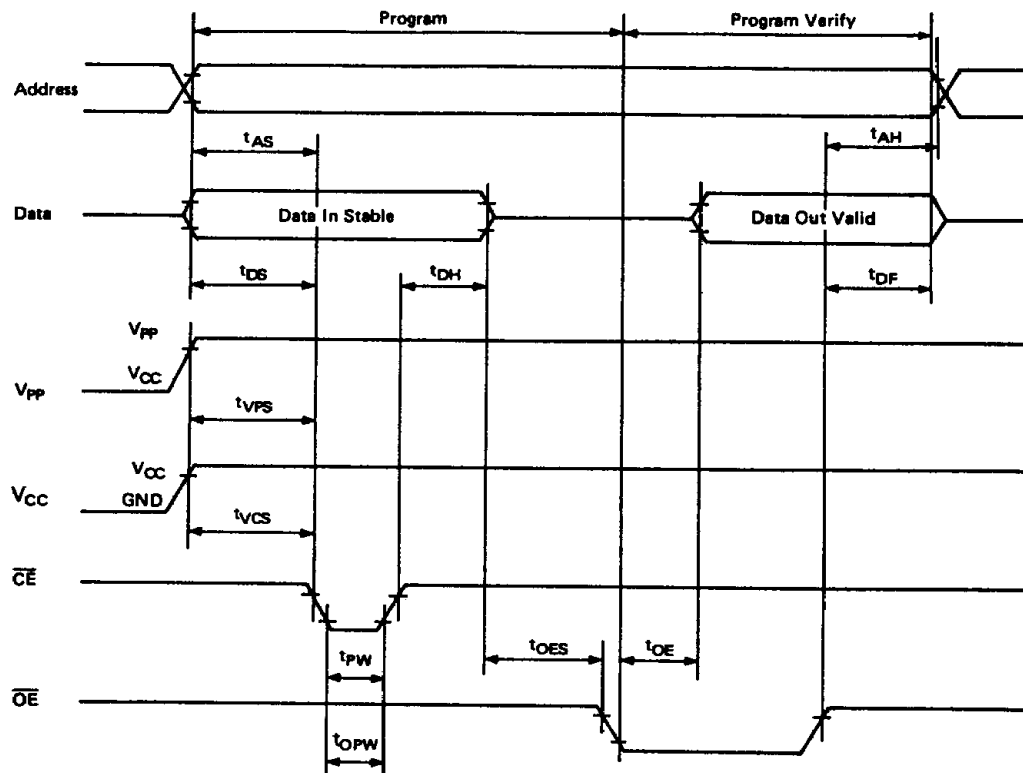 Program Program Verify
Address
tAS tAH
Data Data In Stable Data Out Valid
tDS tDH tDF
VPP
VCC
VPP
tVPS
VCC
VCC GND
tVCS
CE
tPW tOES tOE
OE
tOPW